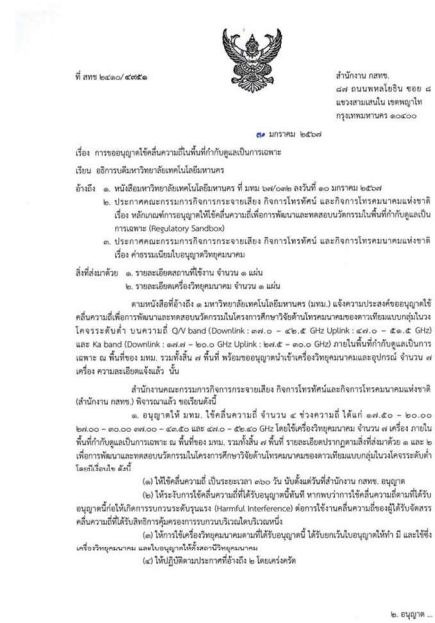 ที่ สทช ๒๔๑๐/๔๙๕๑
สำนักงาน กสทช.
๘๗ ถนนพหลโยธิน ซอย ๘
แขวงสามเสนใน เขตพญาไท
กรุงเทพมหานคร ๑๐๔๐๐
๓๑ มกราคม ๒๕๖๗
เรื่อง การขออนุญาตใช้คลื่นความถี่ในพื้นที่กำกับดูแลเป็นการเฉพาะ
เรียน อธิการบดีมหาวิทยาลัยเทคโนโลยีมหานคร
อ้างถึง ๑. หนังสือมหาวิทยาลัยเทคโนโลยีมหานคร ที่ มทม ๖๗/๐๓๒ ลงวันที่ ๑๐ มกราคม ๒๕๖๗
๒. ประกาศคณะกรรมการกิจการกระจายเสียง กิจการโทรทัศน์ และกิจการโทรคมนาคมแห่งชาติ
เรื่อง หลักเกณฑ์การอนุญาตให้ใช้คลื่นความถี่เพื่อการพัฒนาและทดสอบนวัตกรรมในพื้นที่กำกับดูแลเป็น
การเฉพาะ (Regulatory Sandbox)
๓. ประกาศคณะกรรมการกิจการกระจายเสียง กิจการโทรทัศน์ และกิจการโทรคมนาคมแห่งชาติ
เรื่อง ค่าธรรมเนียมใบอนุญาตวิทยุคมนาคม
สิ่งที่ส่งมาด้วย ๑. รายละเอียดสถานที่ใช้งาน จำนวน ๑ แผ่น
๒. รายละเอียดเครื่องวิทยุคมนาคม จำนวน ๑ แผ่น
ตามหนังสือที่อ้างถึง ๑ มหาวิทยาลัยเทคโนโลยีมหานคร (มทม.) แจ้งความประสงค์ขออนุญาตใช้
คลื่นความถี่เพื่อการพัฒนาและทดสอบนวัตกรรมในโครงการศึกษาวิจัยด้านโทรคมนาคมของดาวเทียมแบบกลุ่มในวง
โคจรระดับต่ำ บนความถี่ Q/V band (Downlink : ๓๗.๐ - ๔๒.๕ GHz Uplink : ๔๗.๐ - ๕๑.๕ GHz)
และ Ka band (Downlink : ๑๗.๗ - ๒๐.๐ GHz Uplink : ๒๗.๕ - ๓๐.๐ GHz) ภายในพื้นที่กำกับดูแลเป็นการ
เฉพาะ ณ พื้นที่ของ มทม. รวมทั้งสิ้น ๗ พื้นที่ พร้อมขออนุญาตนำเข้าเครื่องวิทยุคมนาคมและอุปกรณ์ จำนวน ๗
เครื่อง ความละเอียดแจ้งแล้ว นั้น
สำนักงานคณะกรรมการกิจการกระจายเสียง กิจการโทรทัศน์และกิจการโทรคมนาคมแห่งชาติ
(สำนักงาน กสทช.) พิจารณาแล้ว ขอเรียนดังนี้
๑. อนุญาตให้ มทม. ใช้คลื่นความถี่ จำนวน ๔ ช่วงความถี่ ได้แก่ ๑๗.๕๐ - ๒๐.๐๐
๒๗.๐๐ - ๓๐.๐๐ ๓๗.๐๐ - ๔๒.๕๐ และ ๔๗.๐ - ๕๒.๔๐ GHz โดยใช้เครื่องวิทยุคมนาคม จำนวน ๗ เครื่อง ภายใน
พื้นที่กำกับดูแลเป็นการเฉพาะ ณ พื้นที่ของ มทม. รวมทั้งสิ้น ๗ พื้นที่ รายละเอียดปรากฏตามสิ่งที่ส่งมาด้วย ๑ และ ๒
เพื่อการพัฒนาและทดสอบนวัตกรรมในโครงการศึกษาวิจัยด้านโทรคมนาคมของดาวเทียมแบบกลุ่มในวงโคจรระดับต่ำ
โดยมีเงื่อนไข ดังนี้
(๑) ให้ใช้คลื่นความถี่ เป็นระยะเวลา ๓๖๐ วัน นับตั้งแต่วันที่สำนักงาน กสทช. อนุญาต
(๒) ให้ระงับการใช้คลื่นความถี่ที่ได้รับอนุญาตนี้ทันที หากพบว่าการใช้คลื่นความถี่ตามที่ได้รับ
อนุญาตนี้ก่อให้เกิดการรบกวนระดับรุนแรง (Harmful Interference) ต่อการใช้งานคลื่นความถี่ของผู้ได้รับจัดสรร
คลื่นความถี่ที่ได้รับสิทธิการคุ้มครองการรบกวนบริเวณใดบริเวณหนึ่ง
(๓) การใช้เครื่องวิทยุคมนาคมตามที่ได้รับอนุญาตนี้ ได้รับยกเว้นใบอนุญาตให้ทำ มี และใช้ซึ่ง
เครื่องวิทยุคมนาคม และใบอนุญาตให้ตั้งสถานีวิทยุคมนาคม
(๔) ให้ปฏิบัติตามประกาศที่อ้างถึง ๒ โดยเคร่งครัด
๒. อนุญาต ...